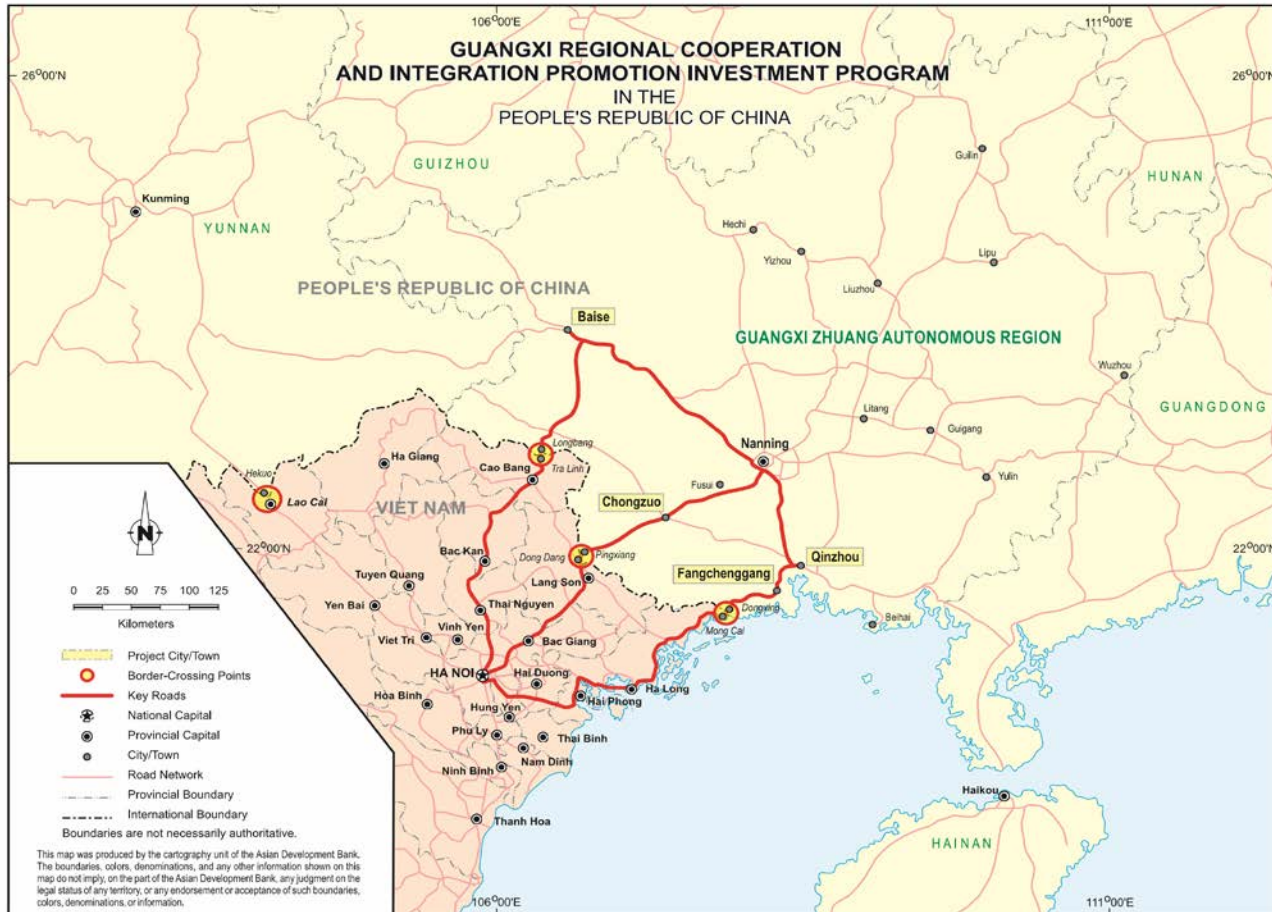 106°00'E
111°00'E
GUANGXI REGIONAL COOPERATION
AND INTEGRATION PROMOTION INVESTMENT PROGRAM
IN THE
PEOPLE'S REPUBLIC OF CHINA
26°00'N
26°00'N
Guilin
GUIZHOU
HUNAN
Kunming
YUNNAN
Hechi
Yizhou
Lipu
Liuzhou
PEOPLE'S REPUBLIC OF CHINA
Baise
GUANGXI ZHUANG AUTONOMOUS REGION
Wuzhou
GUANGDONG
Litang
Guigang
Nanning
Longbang
Ha Giang
Cao Bang
Tra Linh
Yulin
Hekuo
Fusui
Lao Cai
VIET NAM
Chongzuo
N
22°00'N
22°00'N
Bac Kan
Dong Dang
Pingxiang
Qinzhou
Tuyen Quang
Lang Son
Fangchenggang
Yen Bai
Thai Nguyen
Dongxing
Mong Cai
Beihai
0 25 50 75 100 125
Kilometers
Viet Tri
Vinh Yen
Bac Giang
HA NOI
Hai Duong
Ha Long
Hoa Binh
Hai Phong
Hung Yen
Phu Ly
Thai Binh
Nam Dinh
Ninh Binh
Thanh Hoa
Haikou
HAINAN
Project City/Town
Border-Crossing Points
Key Roads
National Capital
Provincial Capital
City/Town
Road Network
Provincial Boundary
International Boundary
Boundaries are not necessarily authoritative.
This map was produced by the cartography unit of the Asian Development Bank.
The boundaries, colors, denominations, and any other information shown on this
map do not imply, on the part of the Asian Development Bank, any judgment on the
legal status of any territory, or any endorsement or acceptance of such boundaries,
colors, denominations, or information.
106°00'E
111°00'E